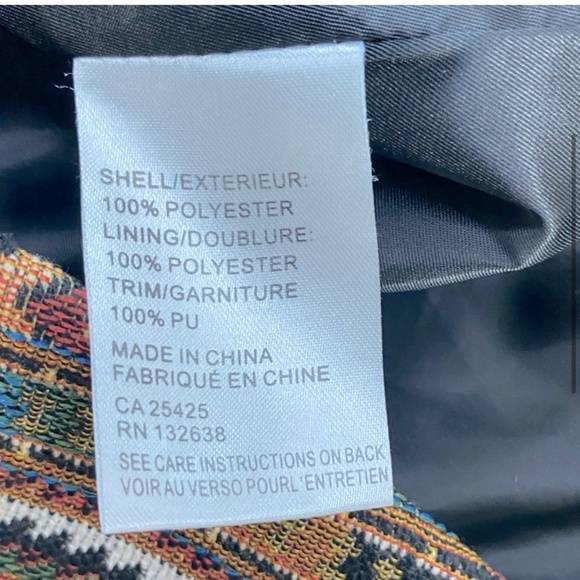 SHELL/EXTERIEUR:
100% POLYESTER
LINING/DOUBLURE:
100% POLYESTER
TRIM/GARNITURE
100% PU
MADE IN CHINA
FABRIQUÉ EN CHINE
CA 25425
RN 132638
SEE CARE INSTRUCTIONS ON BACK
VOIR AU VERSO POURL'ENTRETIEN